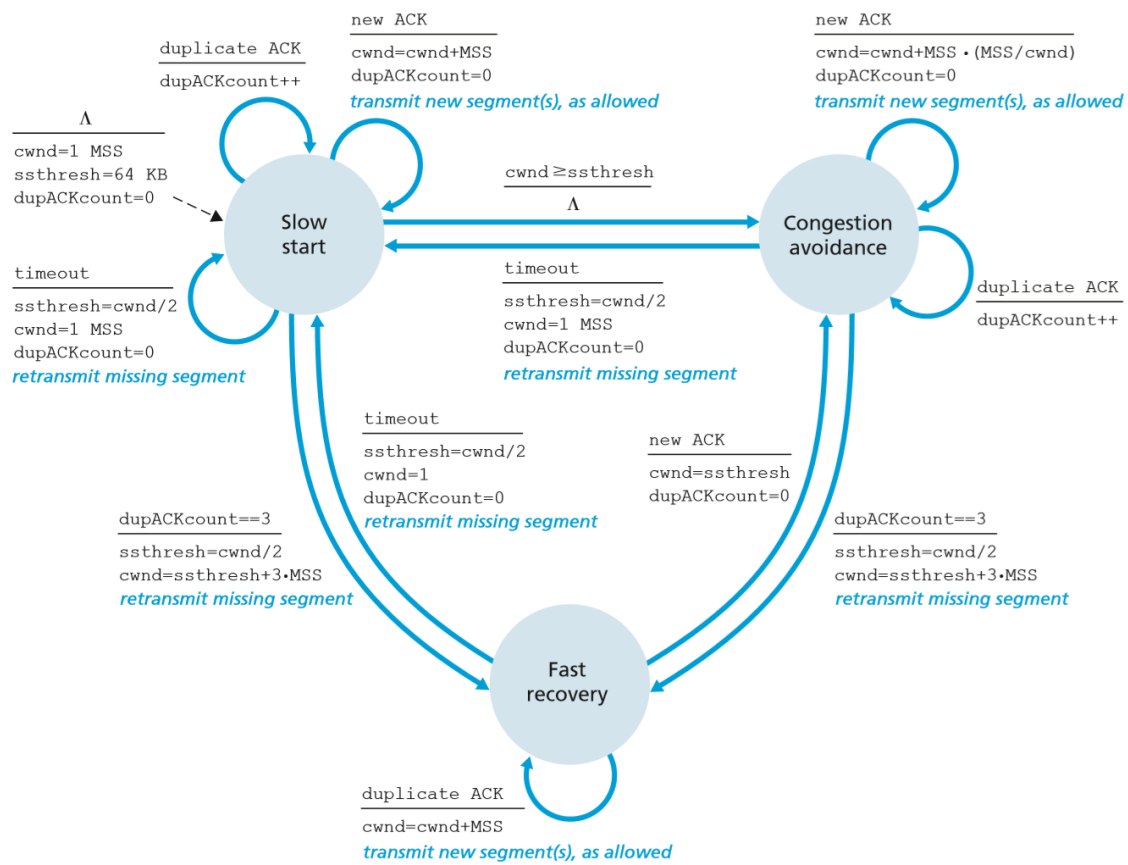 new ACK
cwnd=cwnd+MSS
dupACKcount=0
transmit new segment(s), as allowed
duplicate ACK
dupACKcount++
Λ
cwnd=1 MSS
ssthresh=64 KB
dupACKcount=0
Slow
start
timeout
ssthresh=cwnd/2
cwnd=1 MSS
dupACKcount=0
retransmit missing segment
cwnd≥ssthresh
Λ
timeout
ssthresh=cwnd/2
cwnd=1 MSS
dupACKcount=0
retransmit missing segment
new ACK
cwnd=cwnd+MSS•(MSS/cwnd)
dupACKcount=0
transmit new segment(s), as allowed
Congestion
avoidance
duplicate ACK
dupACKcount++
timeout
ssthresh=cwnd/2
cwnd=1
dupACKcount=0
retransmit missing segment
new ACK
cwnd=ssthresh
dupACKcount=0
dupACKcount==3
ssthresh=cwnd/2
cwnd=ssthresh+3•MSS
retransmit missing segment
dupACKcount==3
ssthresh=cwnd/2
cwnd=ssthresh+3•MSS
retransmit missing segment
Fast
recovery
duplicate ACK
cwnd=cwnd+MSS
transmit new segment(s), as allowed